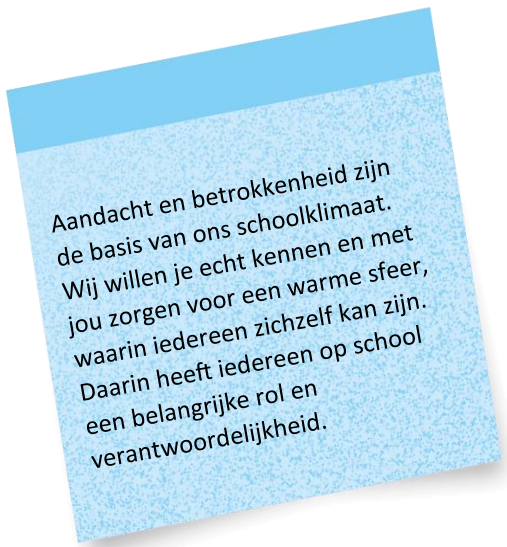 Aandacht en betrokkenheid zijn
de basis van ons schoolklimaat.
Wij willen je echt kennen en met
jou zorgen voor een warme sfeer,
waarin iedereen zichzelf kan zijn.
Daarin heeft iedereen op school
een belangrijke rol en
verantwoordelijkheid.